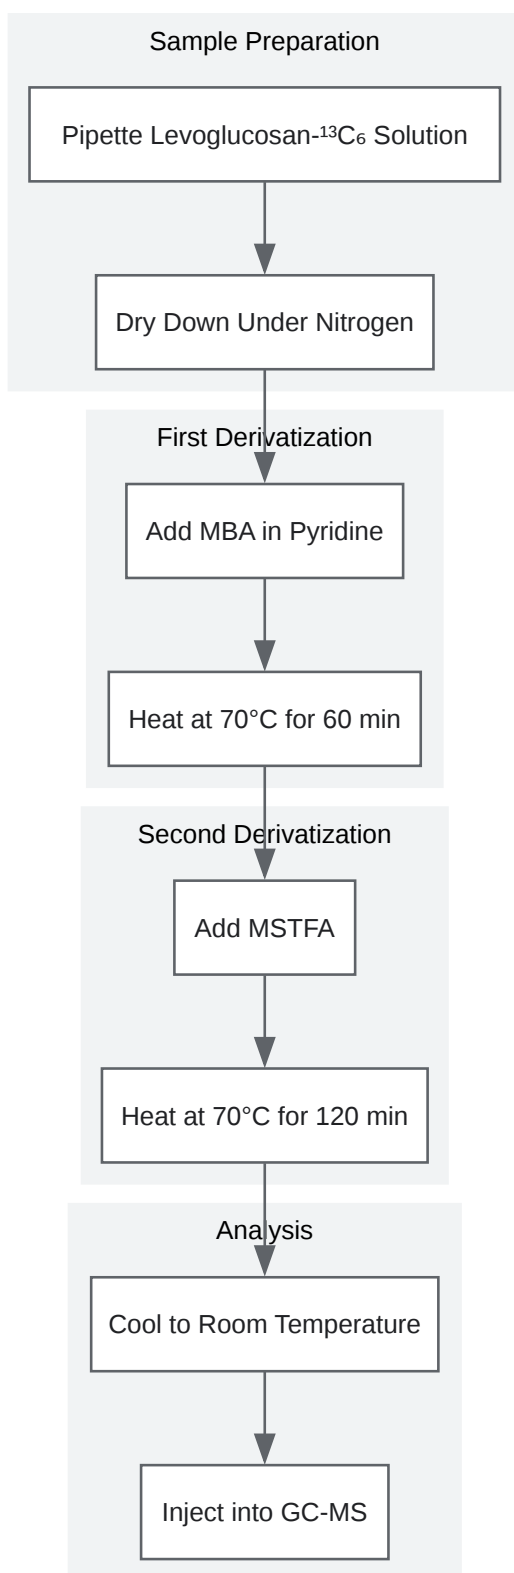 Sample Preparation
Pipette Levoglucosan-¹³C₆ Solution
Dry Down Under Nitrogen
First Derivatization
Add MBA in Pyridine
Heat at 70°C for 60 min
Second Derivatization
Add MSTFA
Heat at 70°C for 120 min
Analysis
Cool to Room Temperature
Inject into GC-MS